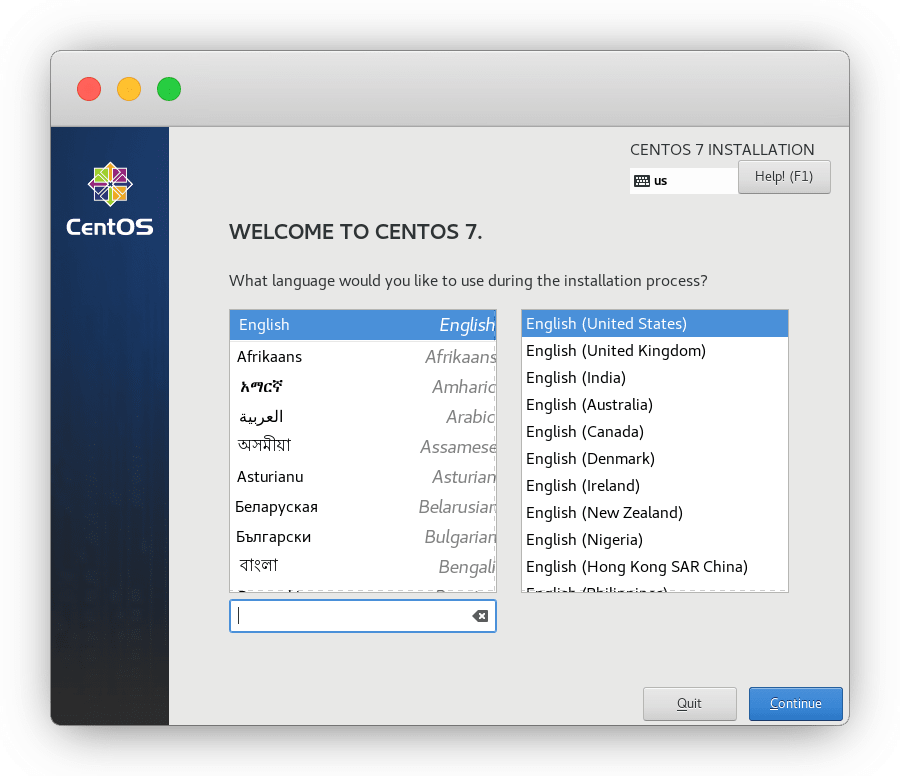 CENTOS 7 INSTALLATION
us
Help! (F1)
CentOS
WELCOME TO CENTOS 7.
What language would you like to use during the installation process?
English English
Afrikaans Afrikaans
አማርኛ Amharic
العربية Arabic
অসমীয়া Assamese
Asturianu Asturian
Беларуская Belarusian
Български Bulgarian
বাংলা Bengali
English (United States)
English (United Kingdom)
English (India)
English (Australia)
English (Canada)
English (Denmark)
English (Ireland)
English (New Zealand)
English (Nigeria)
English (Hong Kong SAR China)
English (Philippines)
Quit
Continue